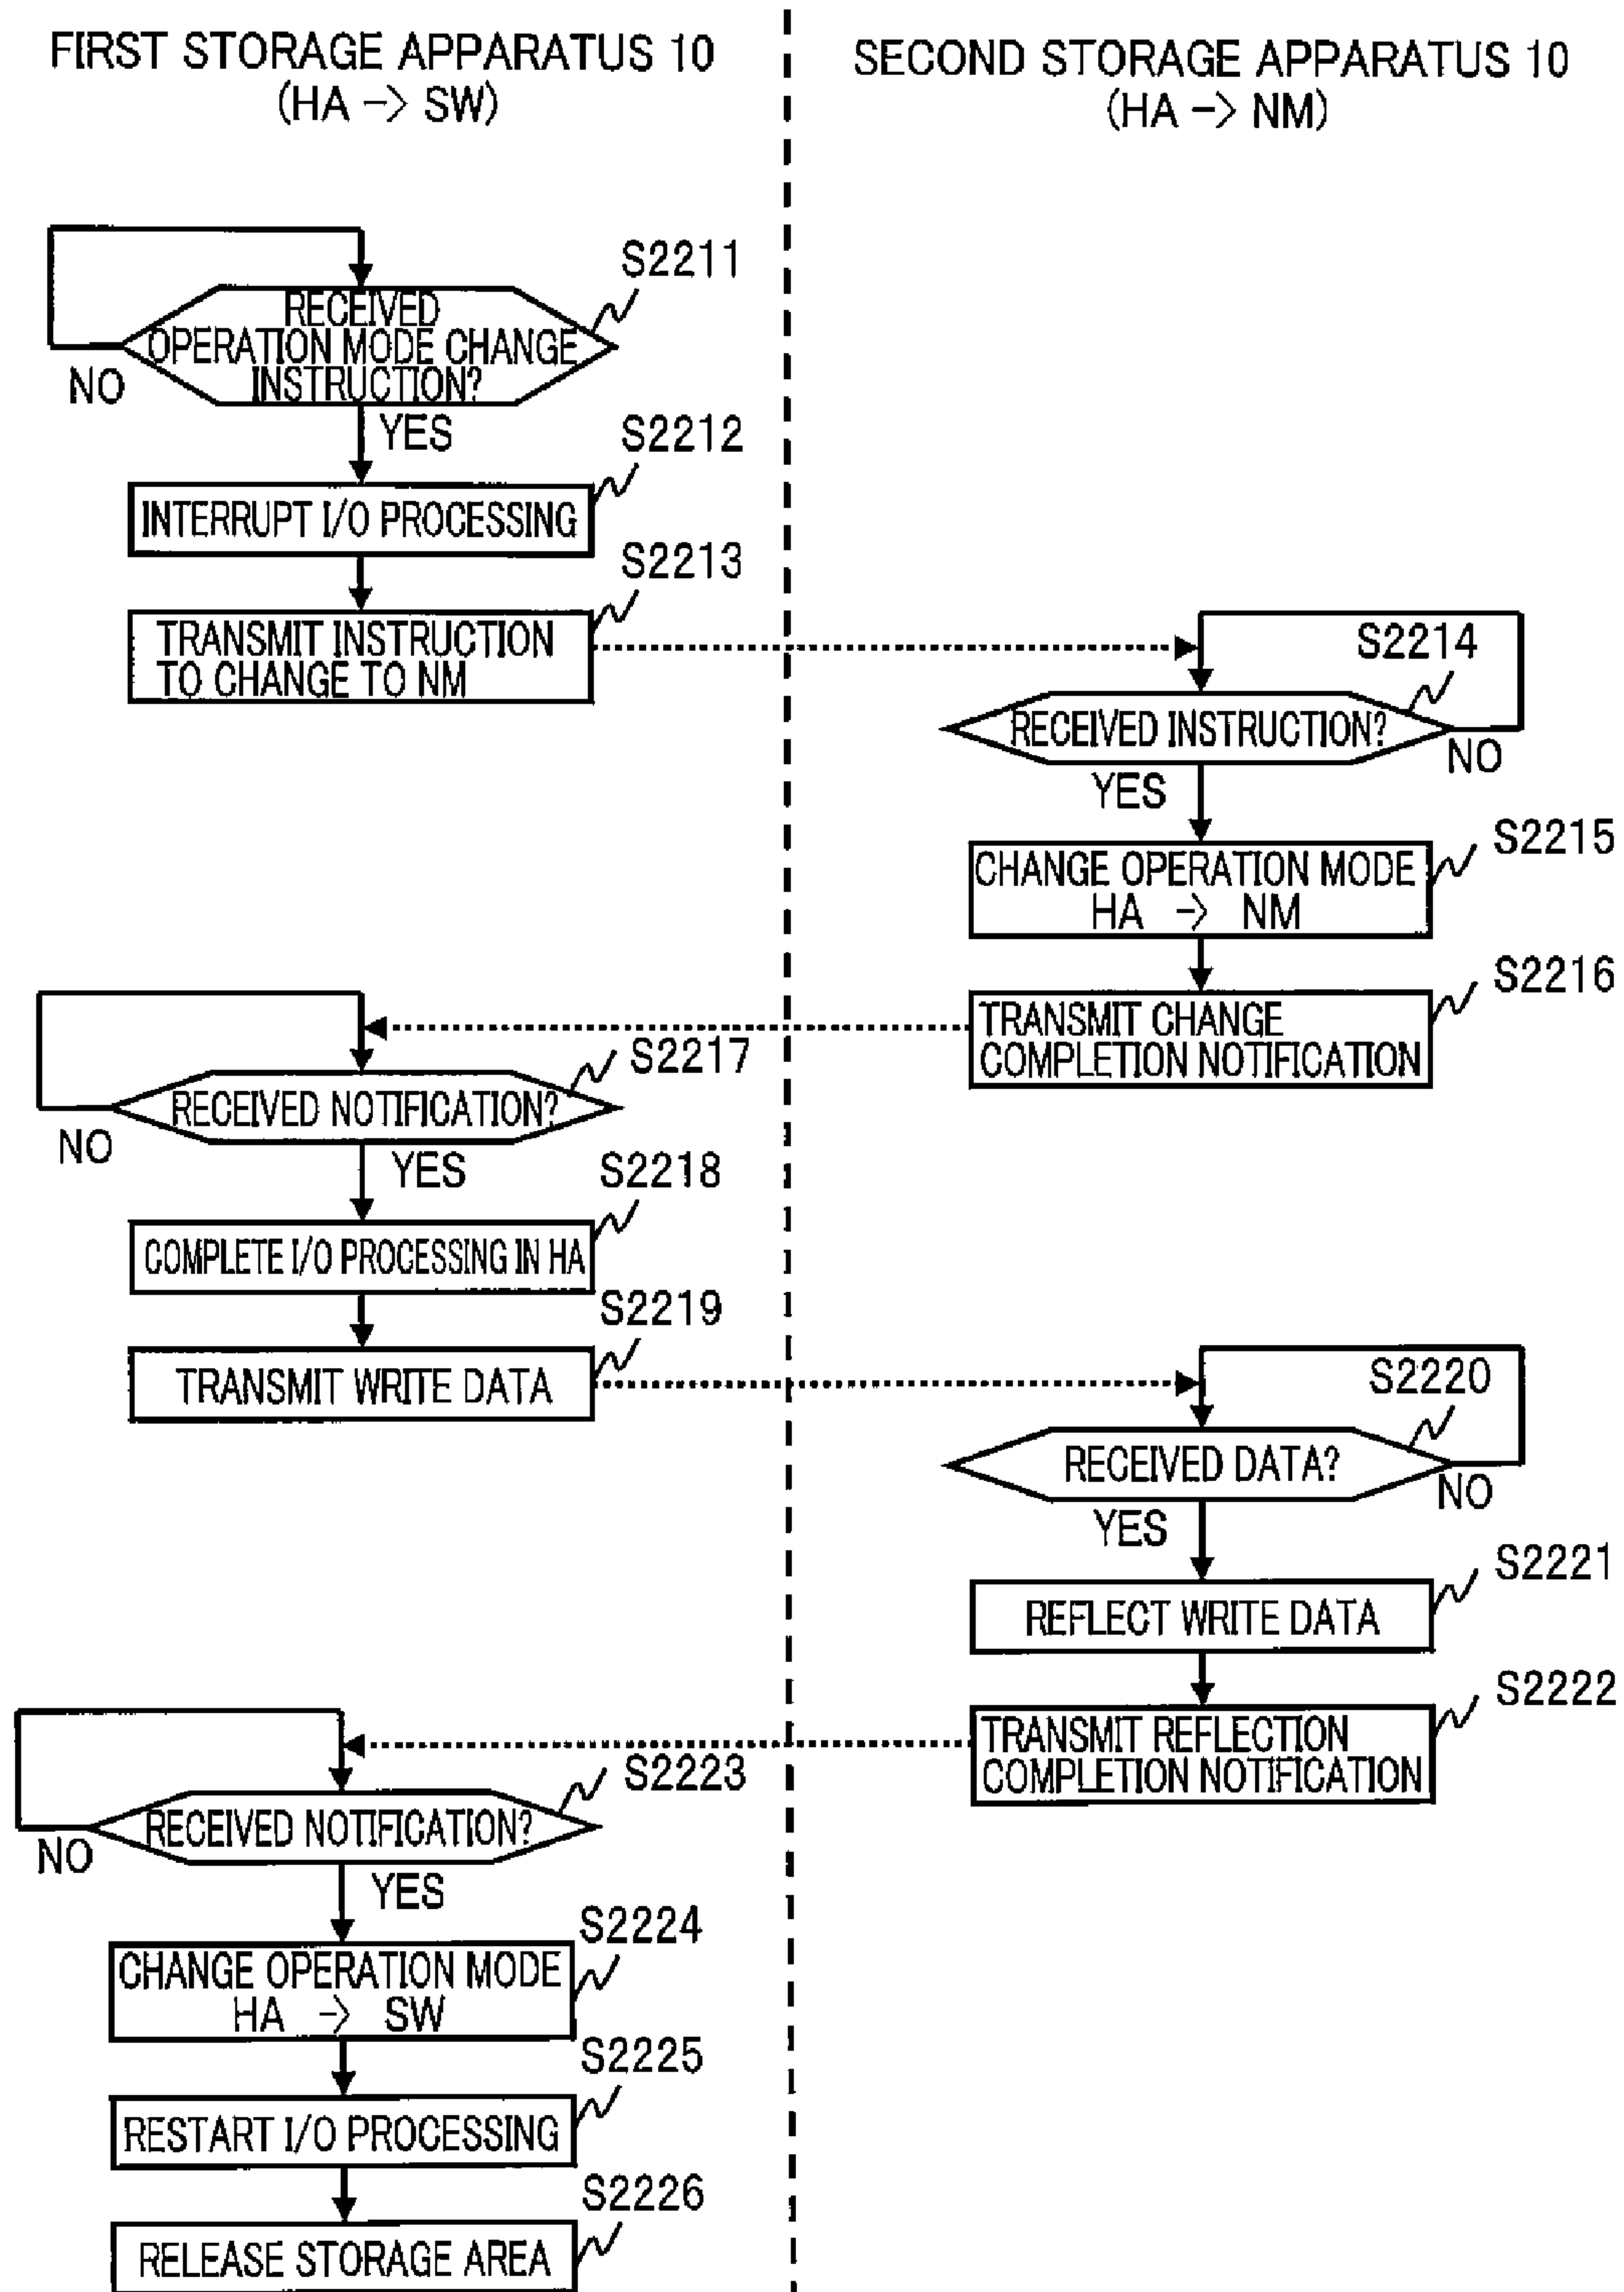 FIRST STORAGE APPARATUS 10
(HA -> SW)
SECOND STORAGE APPARATUS 10
(HA -> NM)
S2211
RECEIVED
OPERATION MODE CHANGE
INSTRUCTION?
NO
YES
S2212
INTERRUPT I/O PROCESSING
S2213
TRANSMIT INSTRUCTION
TO CHANGE TO NM
S2214
RECEIVED INSTRUCTION?
NO
YES
S2215
CHANGE OPERATION MODE
HA -> NM
S2216
TRANSMIT CHANGE
COMPLETION NOTIFICATION
S2217
RECEIVED NOTIFICATION?
NO
YES
S2218
COMPLETE I/O PROCESSING IN HA
S2219
TRANSMIT WRITE DATA
S2220
RECEIVED DATA?
NO
YES
S2221
REFLECT WRITE DATA
S2222
TRANSMIT REFLECTION
COMPLETION NOTIFICATION
S2223
RECEIVED NOTIFICATION?
NO
YES
S2224
CHANGE OPERATION MODE
HA -> SW
S2225
RESTART I/O PROCESSING
S2226
RELEASE STORAGE AREA